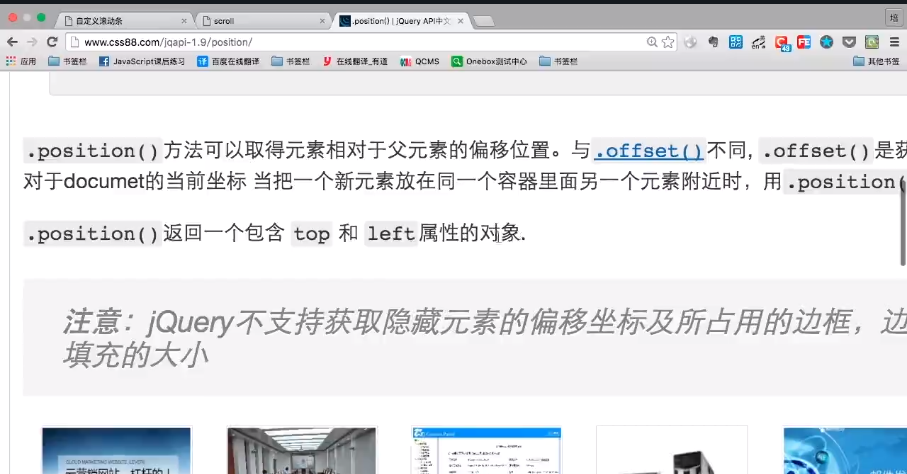 自定义滚动条
scroll
.position() | jQuery API中文
培
www.css88.com/jqapi-1.9/position/
应用
书签栏
JavaScript课后练习
百度在线翻译
书签栏
在线翻译_有道
QCMS
Onebox测试中心
书签栏
其他书签
.position()方法可以取得元素相对于父元素的偏移位置。与.offset()不同, .offset()是获
对于documet的当前坐标 当把一个新元素放在同一个容器里面另一个元素附近时，用.position(
.position()返回一个包含 top 和 left属性的对象.
注意：jQuery不支持获取隐藏元素的偏移坐标及所占用的边框，边
填充的大小
CLOUD MARKETING WEBSITE